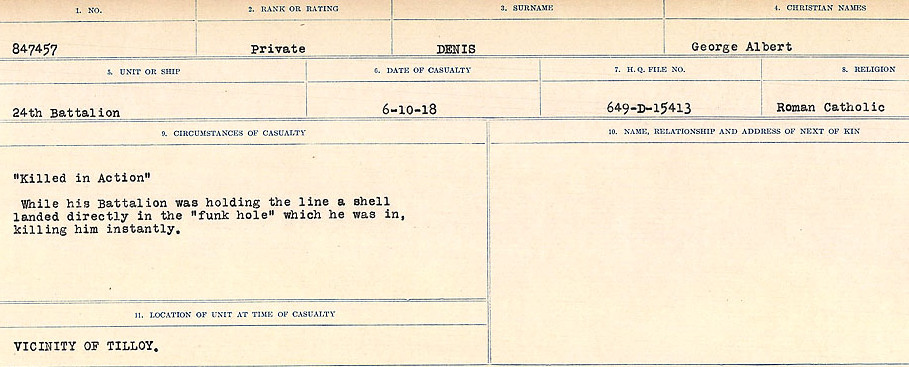 1. NO.
2. RANK OR RATING
3. SURNAME
4. CHRISTIAN NAMES
847457
Private
DENIS
George Albert
5. UNIT OR SHIP
6. DATE OF CASUALTY
7. H. Q. FILE NO.
8. RELIGION
24th Battalion
6-10-18
649-D-15413
Roman Catholic
9. CIRCUMSTANCES OF CASUALTY
10. NAME, RELATIONSHIP AND ADDRESS OF NEXT OF KIN
"Killed in Action"
While his Battalion was holding the line a shell
landed directly in the "funk hole" which he was in,
killing him instantly.
11. LOCATION OF UNIT AT TIME OF CASUALTY
VICINITY OF TILLOY.